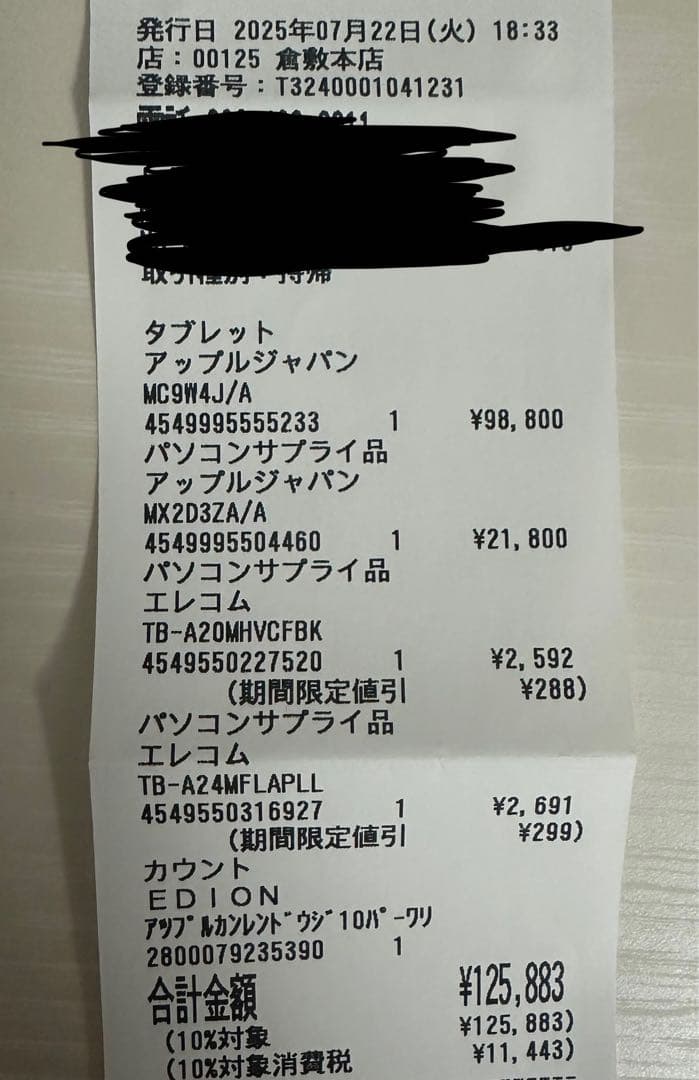 発行日 2025年07月22日(火) 18:33
店：00125 倉敷本店
登録番号：T3240001041231
電話
取引種別：持帰
タブレット
アップルジャパン
MC9W4J/A
4549995555233 1 ¥98,800
パソコンサプライ品
アップルジャパン
MX2D3ZA/A
4549995504460 1 ¥21,800
パソコンサプライ品
エレコム
TB-A20MHVCFBK
4549550227520 1 ¥2,592
(期間限定値引 ¥288)
パソコンサプライ品
エレコム
TB-A24MFLAPLL
4549550316927 1 ¥2,691
(期間限定値引 ¥299)
カウント
ＥＤＩＯＮ
ｱｯﾌﾟﾙｶﾝﾚﾝﾄﾞｳｼﾞ10ﾊﾟｰﾜﾘ
2800079235390 1
合計金額 ¥125,883
(10%対象 ¥125,883)
(10%対象消費税 ¥11,443)